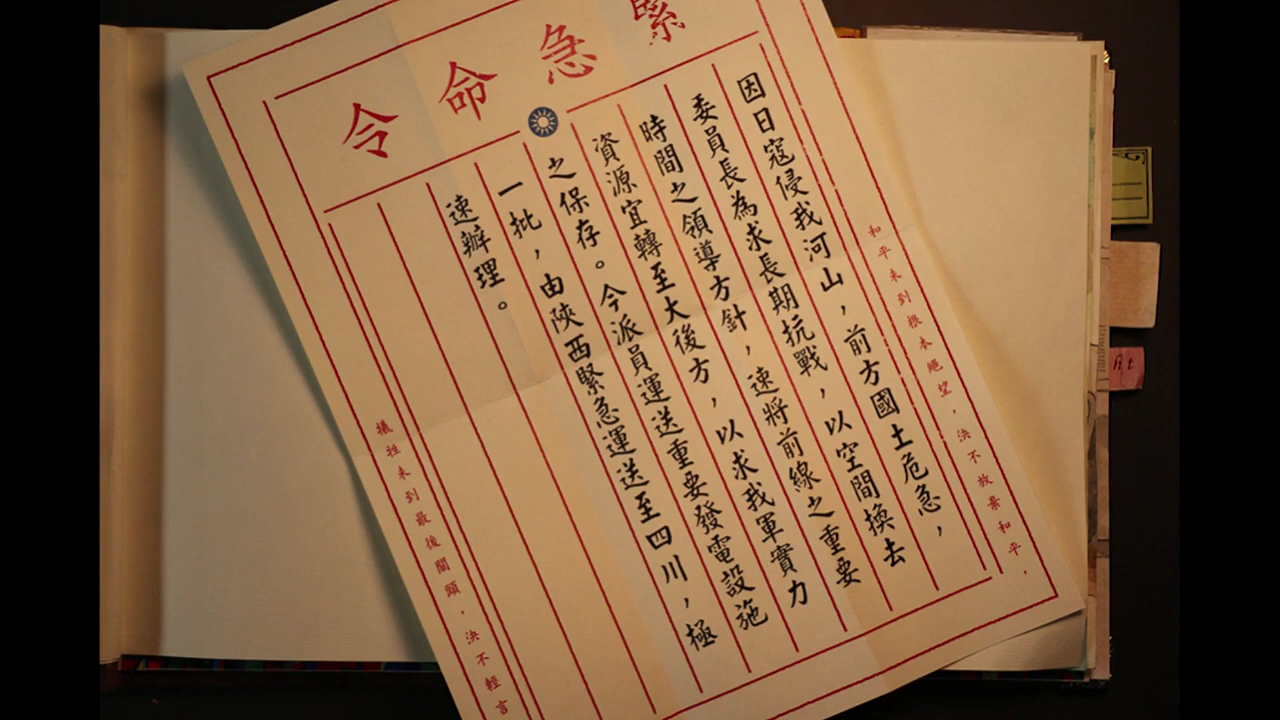 緊急命令
和平未到根本絕望，決不放棄和平，
因日寇侵我河山，前方國土危急，
委員長為求長期抗戰，以空間換去
時間之領導方針，速將前線之重要
資源宜轉至大後方，以求我軍實力
之保存。今派員運送重要發電設施
一批，由陝西緊急運送至四川，極
速辦理。
犧牲未到最後關頭，決不輕言
ht